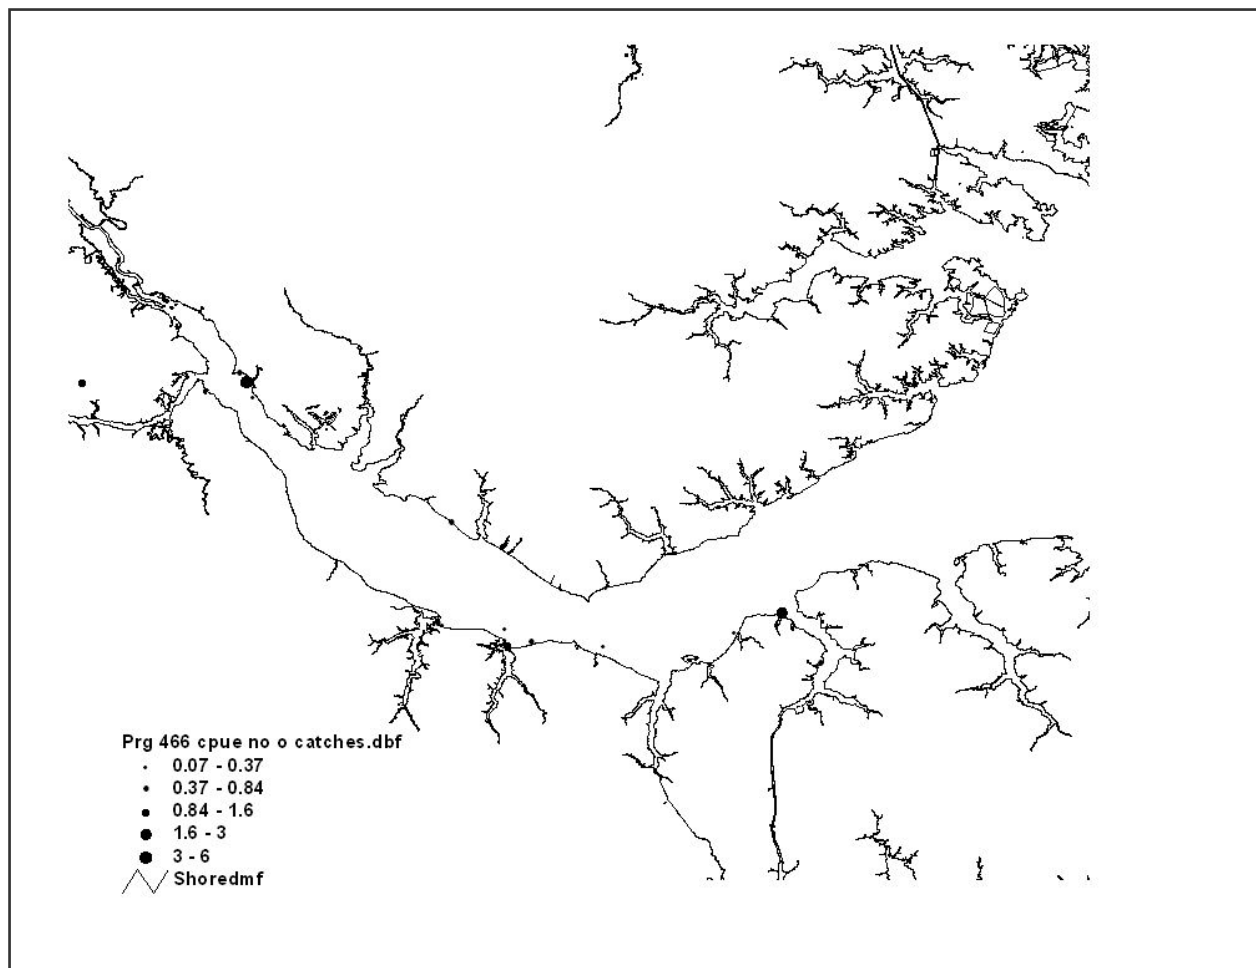 Prg 466 cpue no o catches.dbf
0.07 - 0.37
0.37 - 0.84
0.84 - 1.6
1.6 - 3
3 - 6
Shoredmf